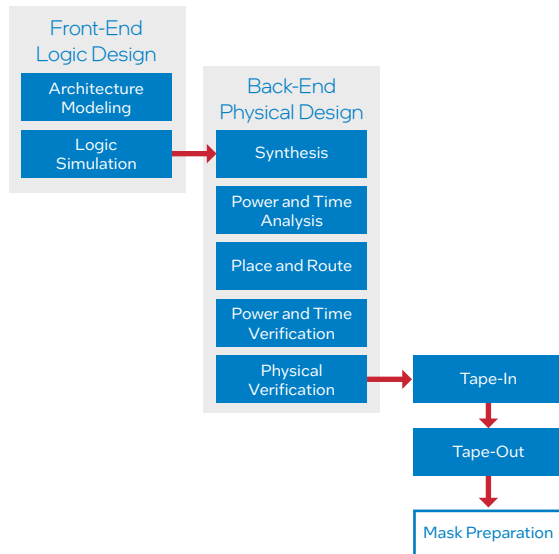 Front-End
Logic Design
Architecture
Modeling
Logic
Simulation
Back-End
Physical Design
Synthesis
Power and Time
Analysis
Place and Route
Power and Time
Verification
Physical
Verification
Tape-In
Tape-Out
Mask Preparation